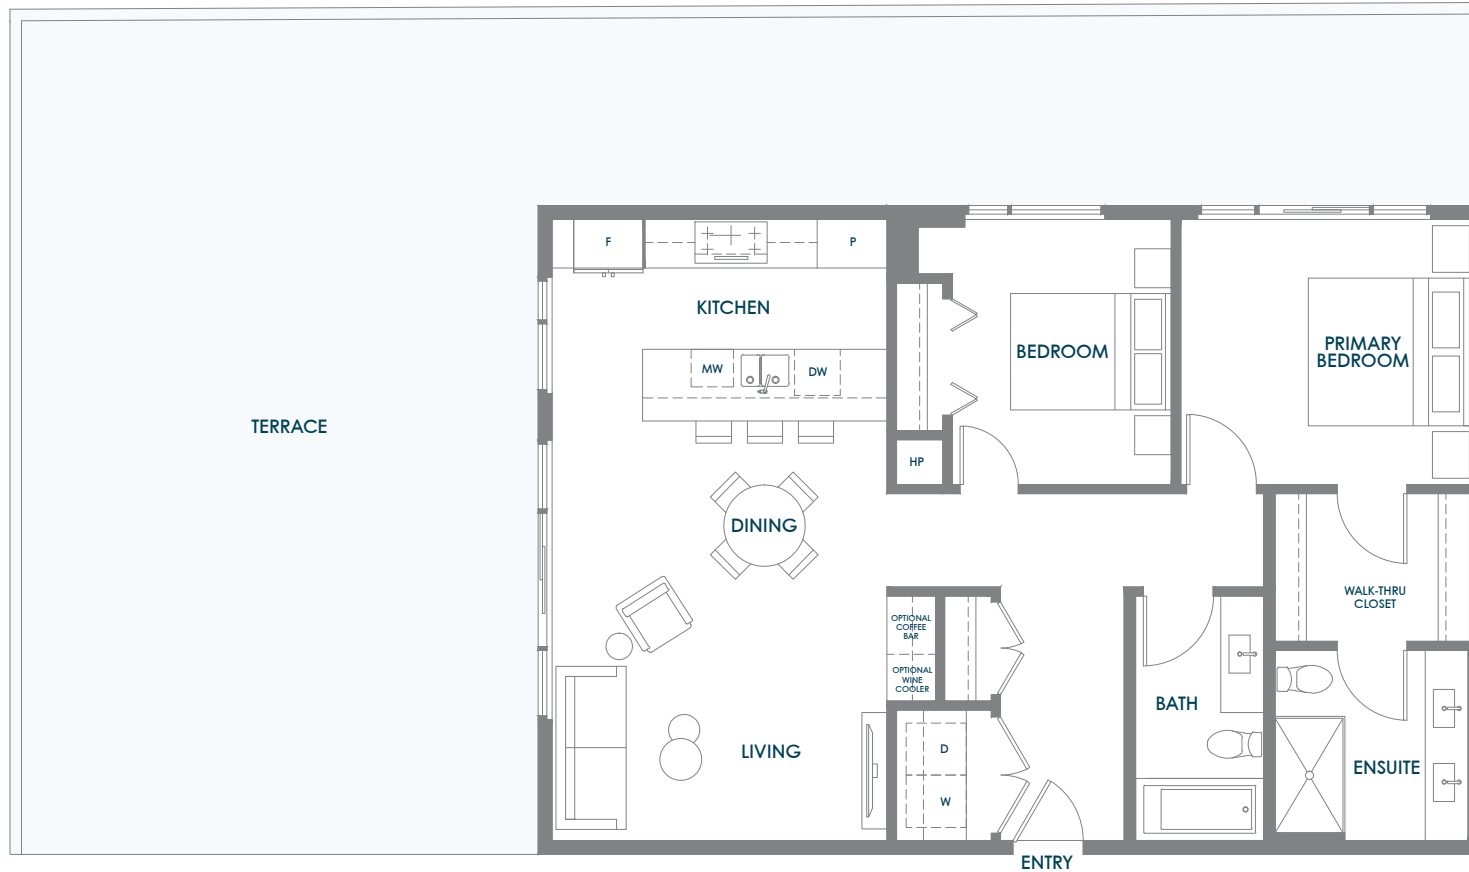 F
P
KITCHEN
MW
DW
BEDROOM
PRIMARY
BEDROOM
TERRACE
HP
DINING
WALK-THRU
CLOSET
OPTIONAL
COFFEE
BAR
OPTIONAL
WINE
COOLER
BATH
LIVING
D
W
ENSUITE
ENTRY